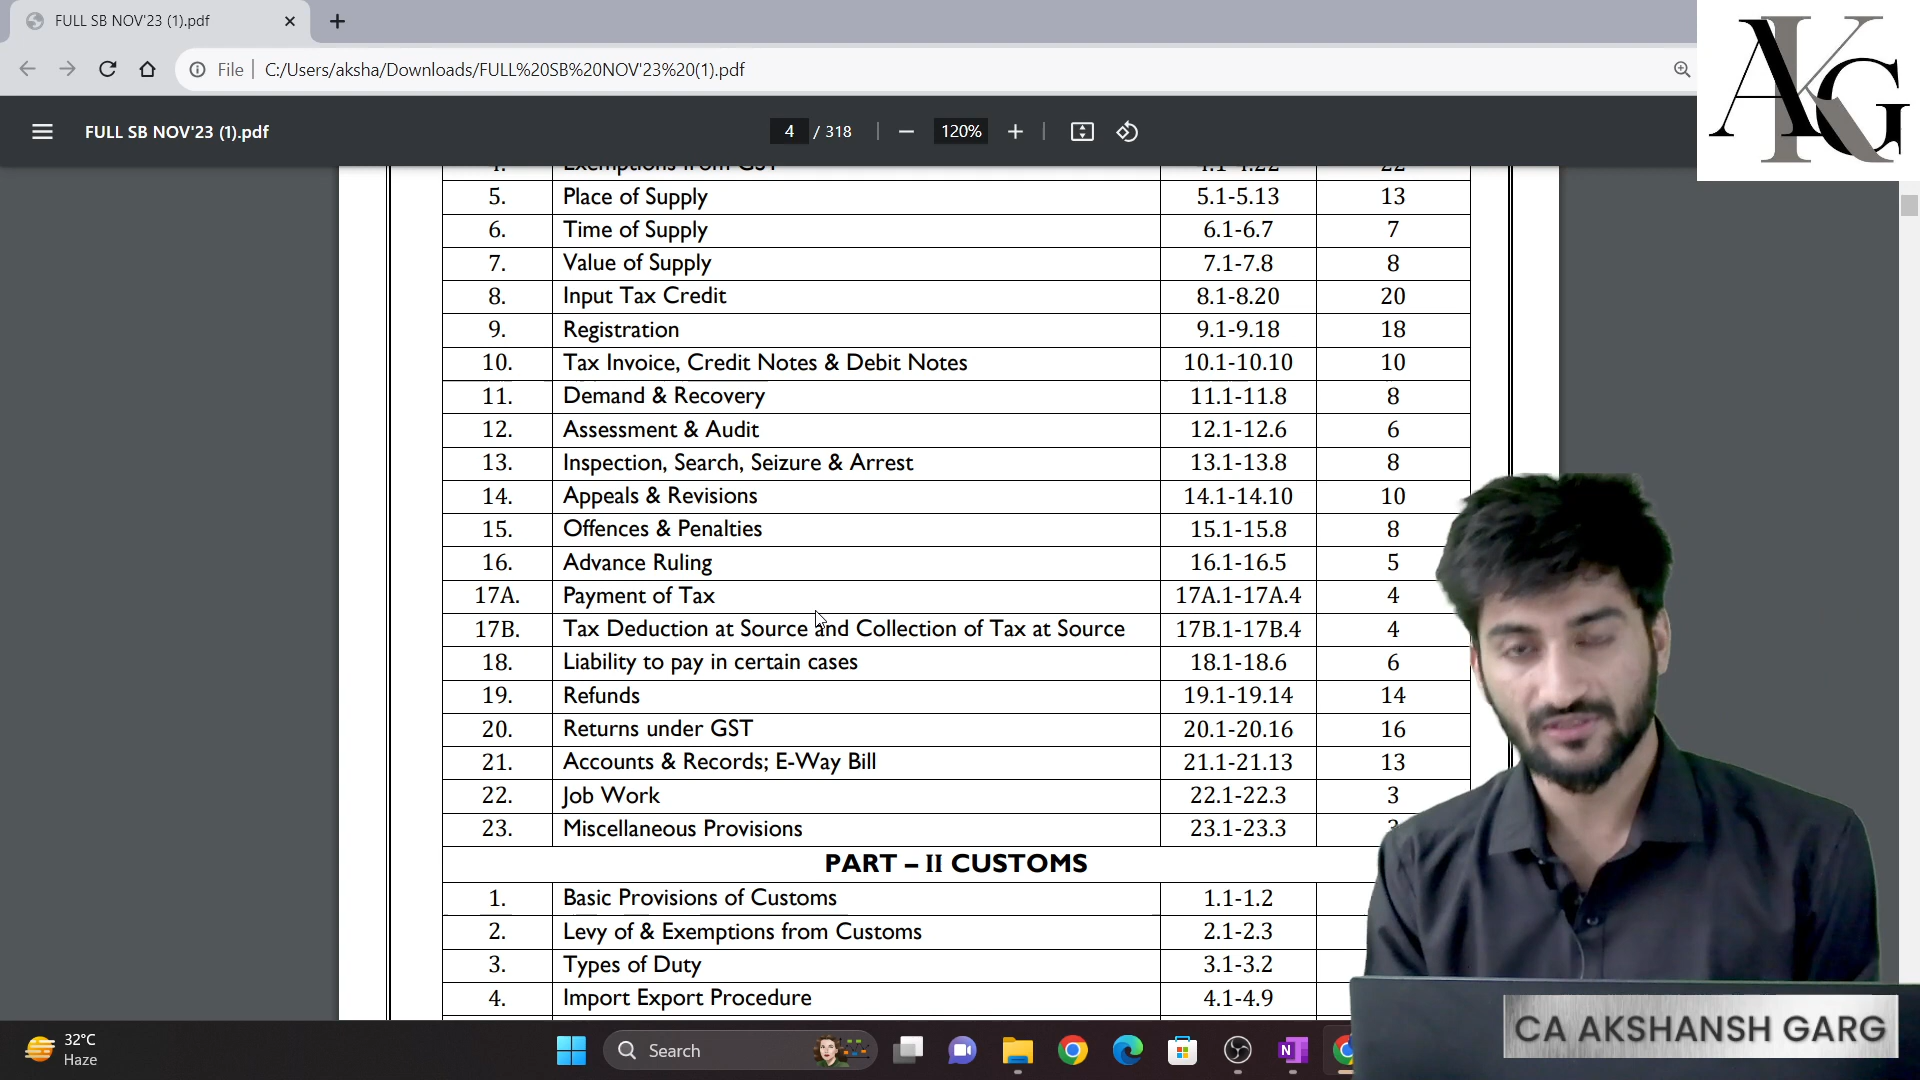 FULL SB NOV'23 (1).pdf
File C:/Users/aksha/Downloads/FULL%20SB%20NOV'23%20(1).pdf
AKG
FULL SB NOV'23 (1).pdf 4 / 318 120%
4. Exemptions from GST 4.1-4.22 22
5. Place of Supply 5.1-5.13 13
6. Time of Supply 6.1-6.7 7
7. Value of Supply 7.1-7.8 8
8. Input Tax Credit 8.1-8.20 20
9. Registration 9.1-9.18 18
10. Tax Invoice, Credit Notes & Debit Notes 10.1-10.10 10
11. Demand & Recovery 11.1-11.8 8
12. Assessment & Audit 12.1-12.6 6
13. Inspection, Search, Seizure & Arrest 13.1-13.8 8
14. Appeals & Revisions 14.1-14.10 10
15. Offences & Penalties 15.1-15.8 8
16. Advance Ruling 16.1-16.5 5
17A. Payment of Tax 17A.1-17A.4 4
17B. Tax Deduction at Source and Collection of Tax at Source 17B.1-17B.4 4
18. Liability to pay in certain cases 18.1-18.6 6
19. Refunds 19.1-19.14 14
20. Returns under GST 20.1-20.16 16
21. Accounts & Records; E-Way Bill 21.1-21.13 13
22. Job Work 22.1-22.3 3
23. Miscellaneous Provisions 23.1-23.3 3
PART – II CUSTOMS
1. Basic Provisions of Customs 1.1-1.2
2. Levy of & Exemptions from Customs 2.1-2.3
3. Types of Duty 3.1-3.2
4. Import Export Procedure 4.1-4.9
CA AKSHANSH GARG
32°C
Haze
Search